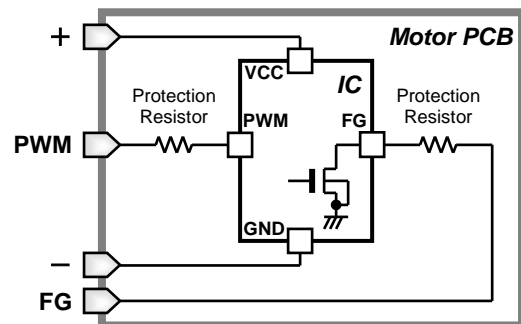 +
Motor PCB
VCC
IC
Protection
Resistor
Protection
Resistor
PWM
PWM
FG
GND
−
FG